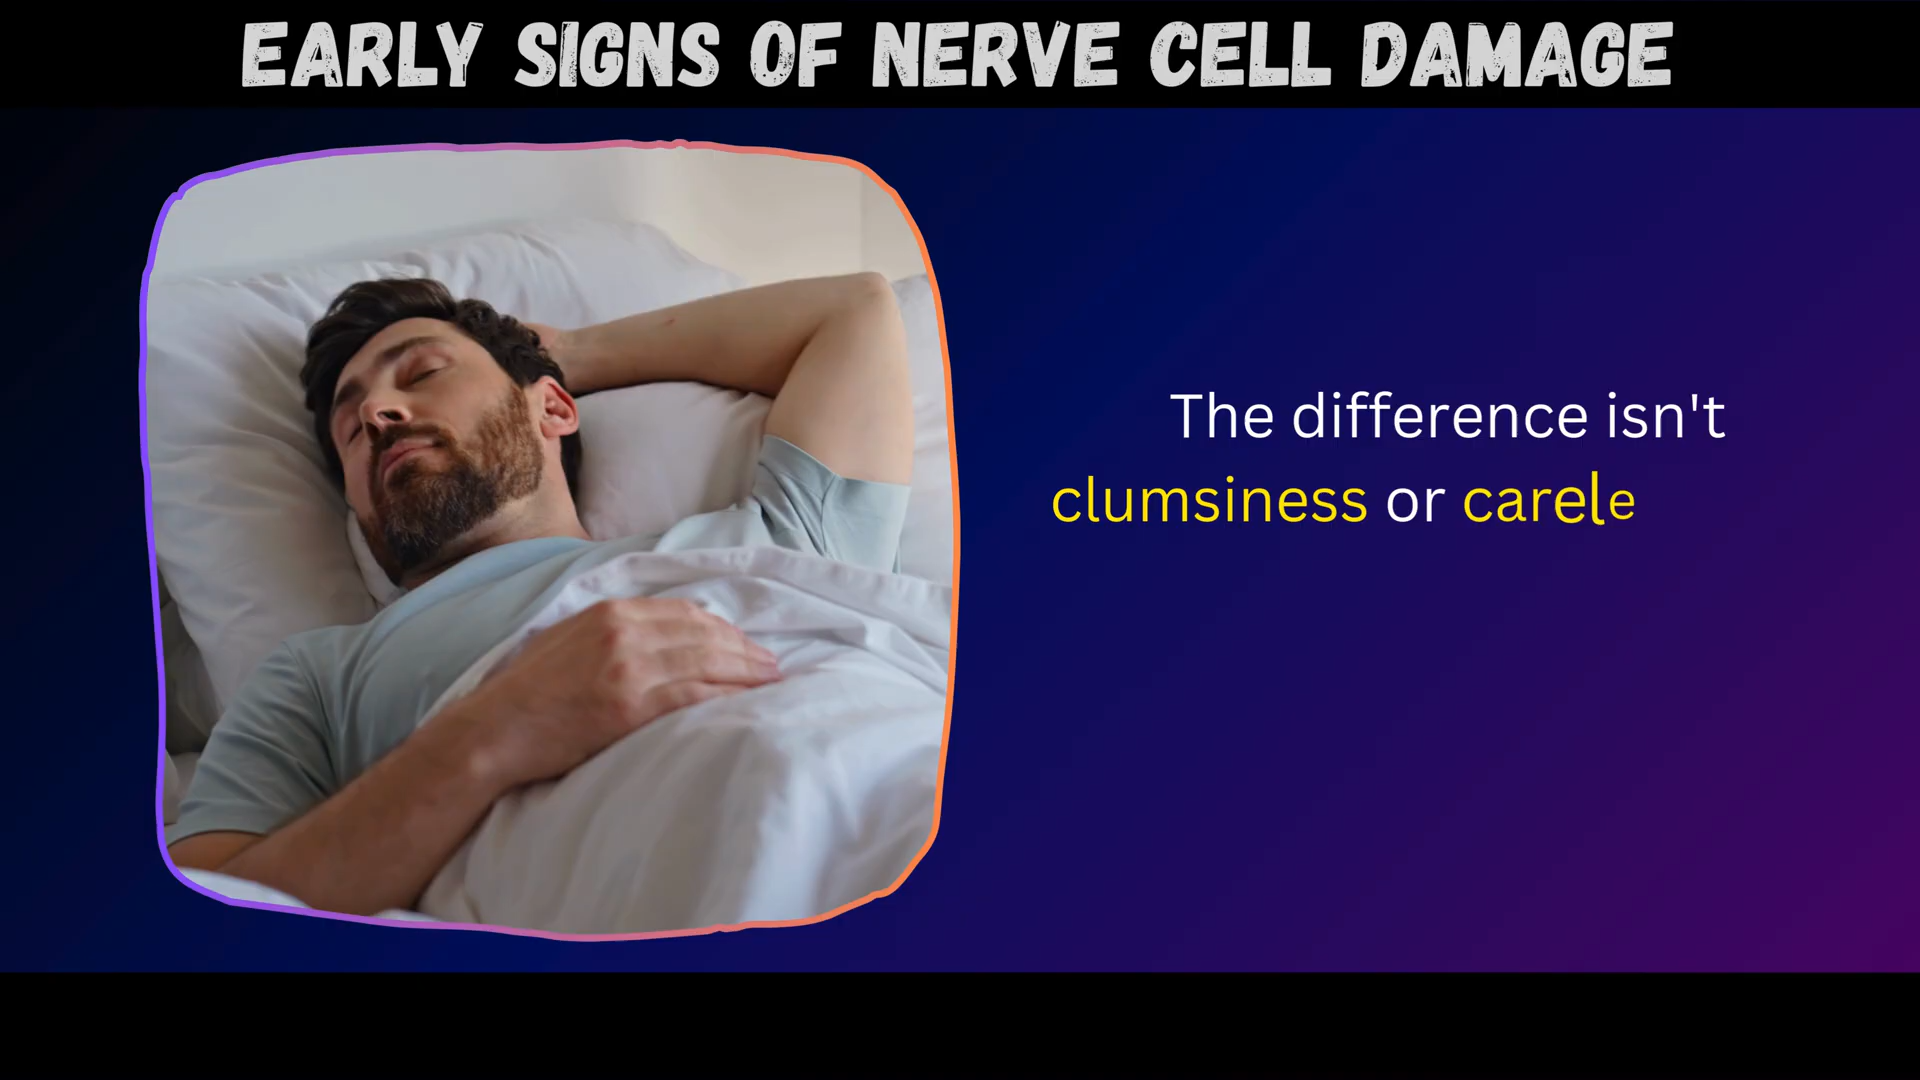 EARLY SIGNS OF NERVE CELL DAMAGE
The difference isn't
clumsiness or carele